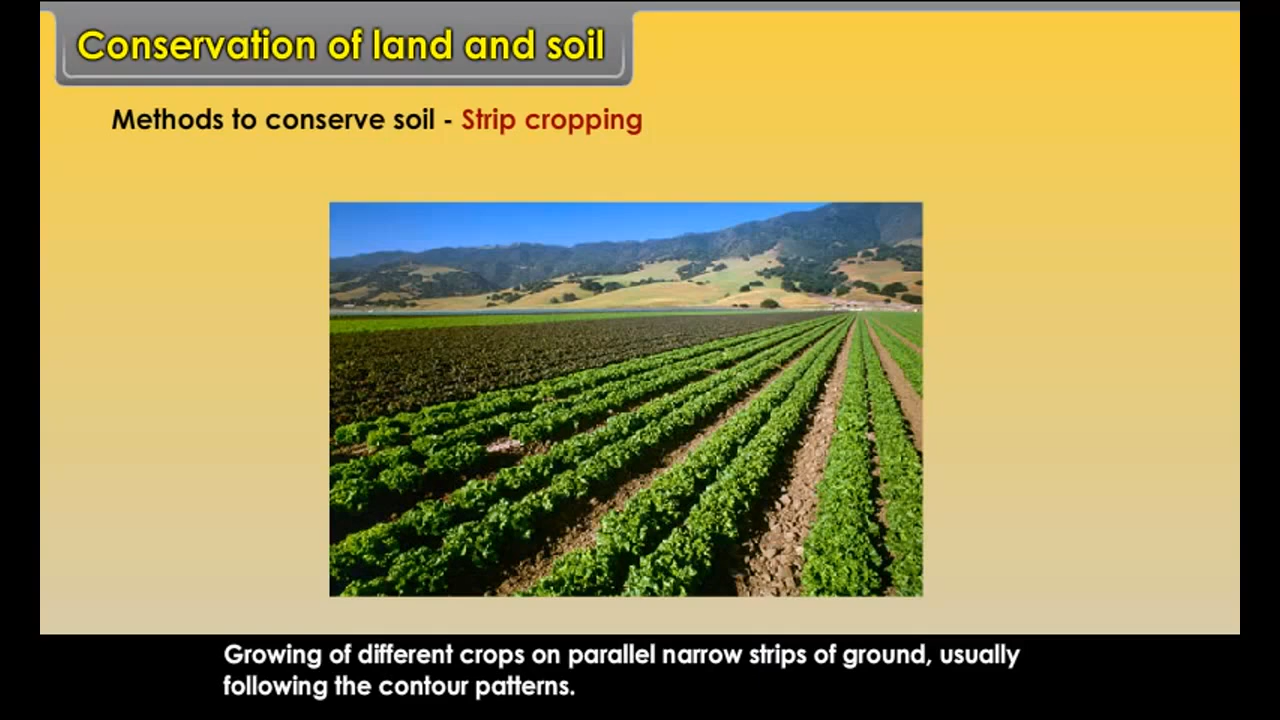 Conservation of land and soil
Methods to conserve soil - Strip cropping
Growing of different crops on parallel narrow strips of ground, usually
following the contour patterns.